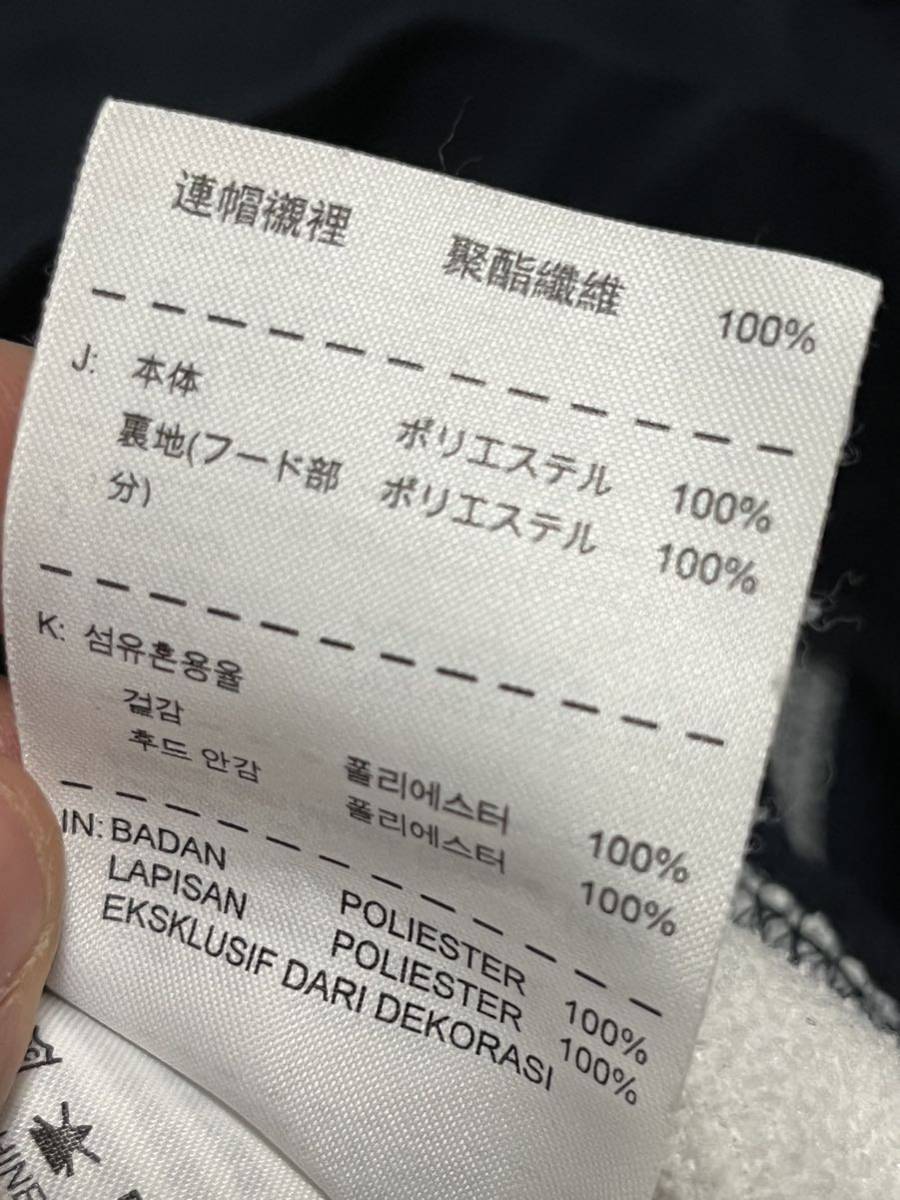 連帽襯裡 聚酯纖維 100%
J: 本体 ポリエステル 100%
裏地(フード部分) ポリエステル 100%
K: 섬유혼용율
겉감 폴리에스터 100%
후드 안감 폴리에스터 100%
IN: BADAN POLIESTER 100%
LAPISAN POLIESTER 100%
EKSKLUSIF DARI DEKORASI